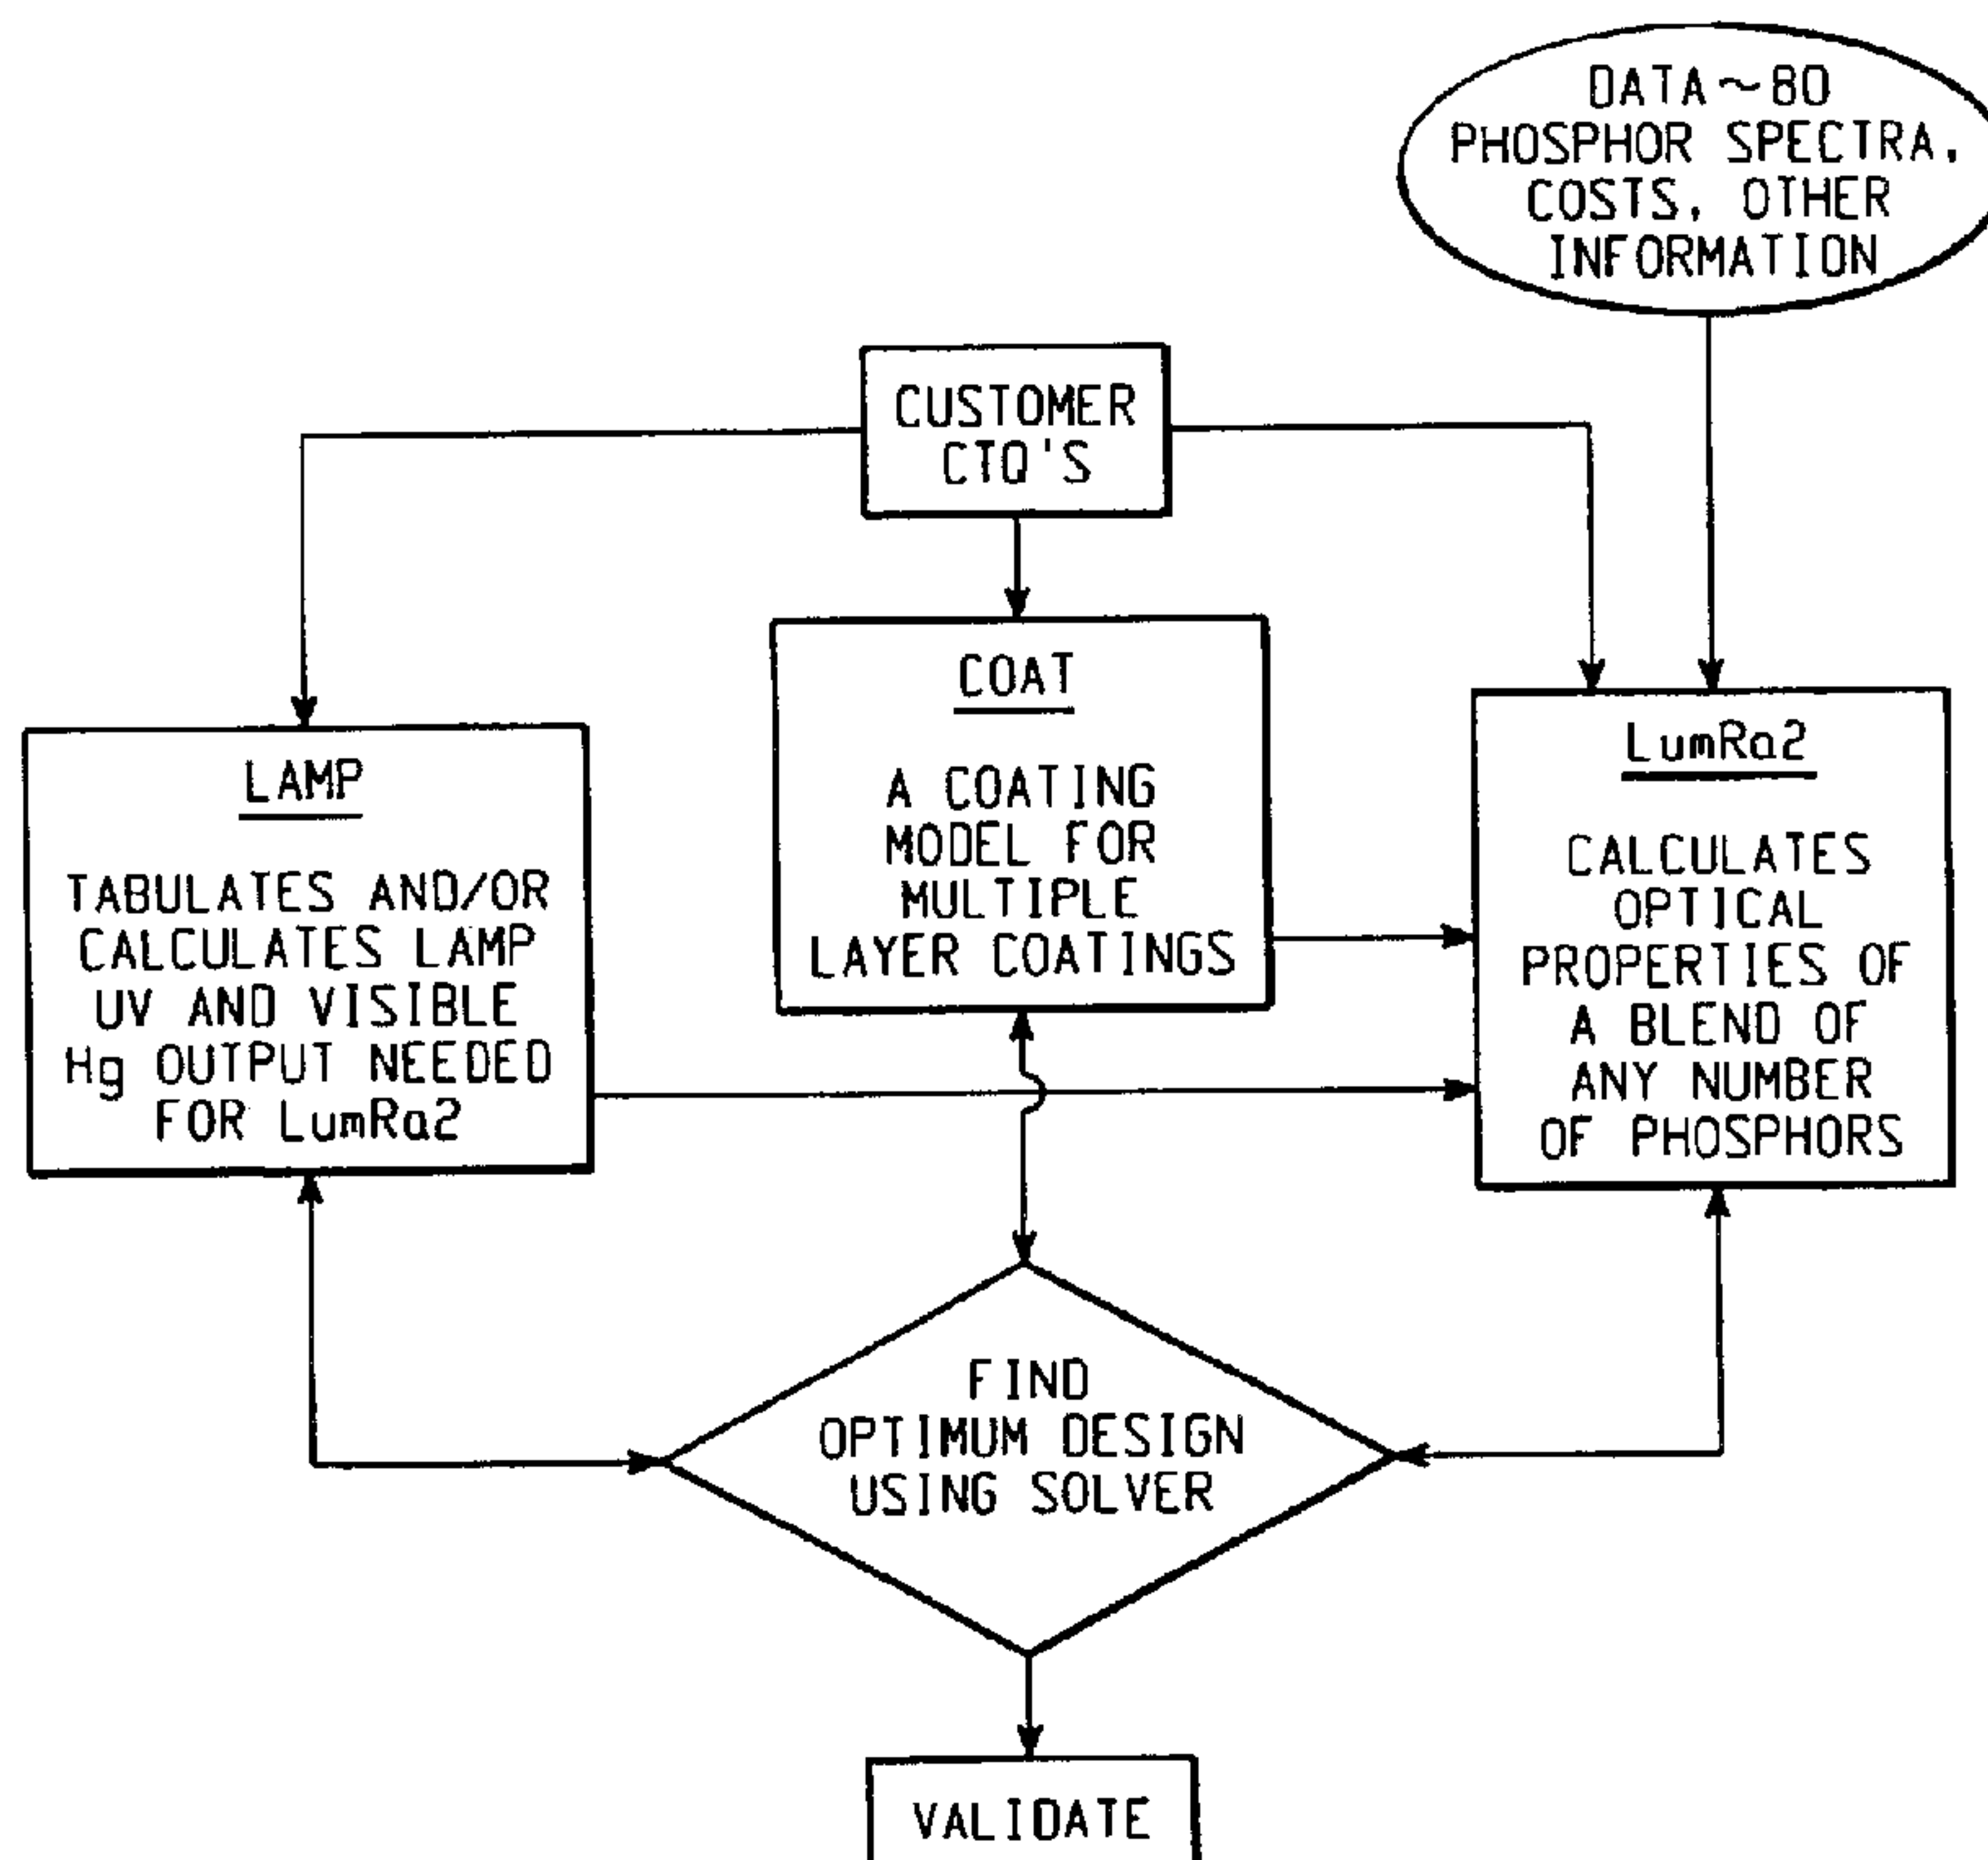 DATA~80
PHOSPHOR SPECTRA,
COSTS, OTHER
INFORMATION
CUSTOMER
CTQ'S
COAT
A COATING
MODEL FOR
MULTIPLE
LAYER COATINGS
LAMP
TABULATES AND/OR
CALCULATES LAMP
UV AND VISIBLE
Hg OUTPUT NEEDED
FOR LumRa2
LumRa2
CALCULATES
OPTICAL
PROPERTIES OF
A BLEND OF
ANY NUMBER
OF PHOSPHORS
FIND
OPTIMUM DESIGN
USING SOLVER
VALIDATE